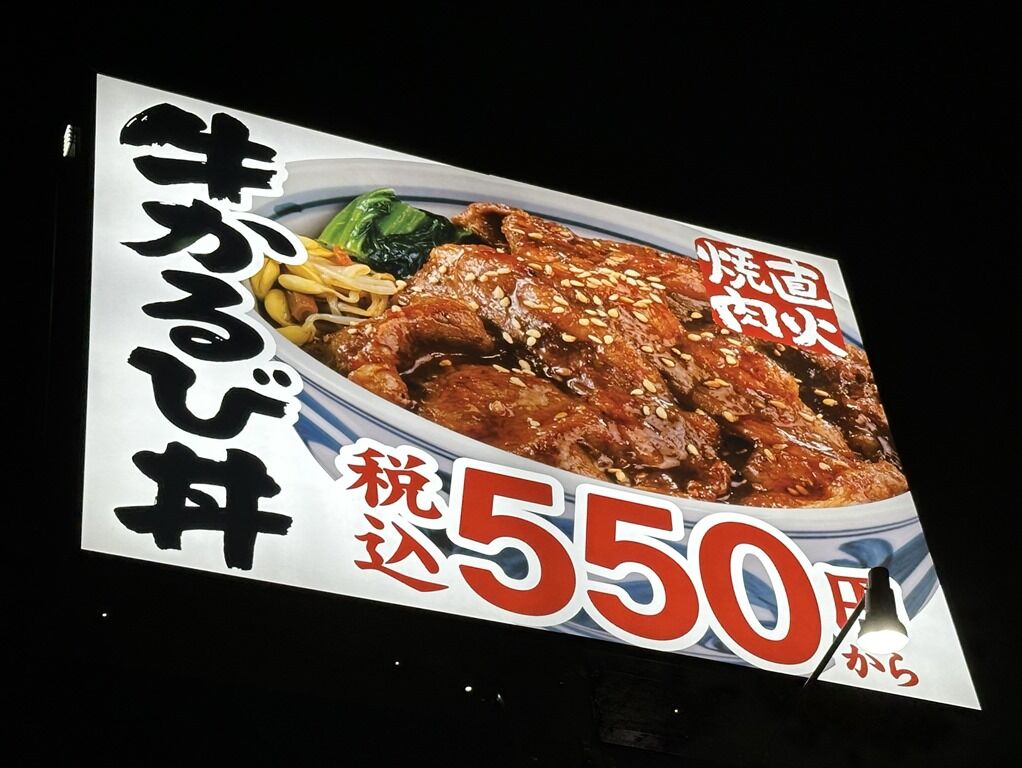 牛かるび丼
直火
焼肉
税込550円
から